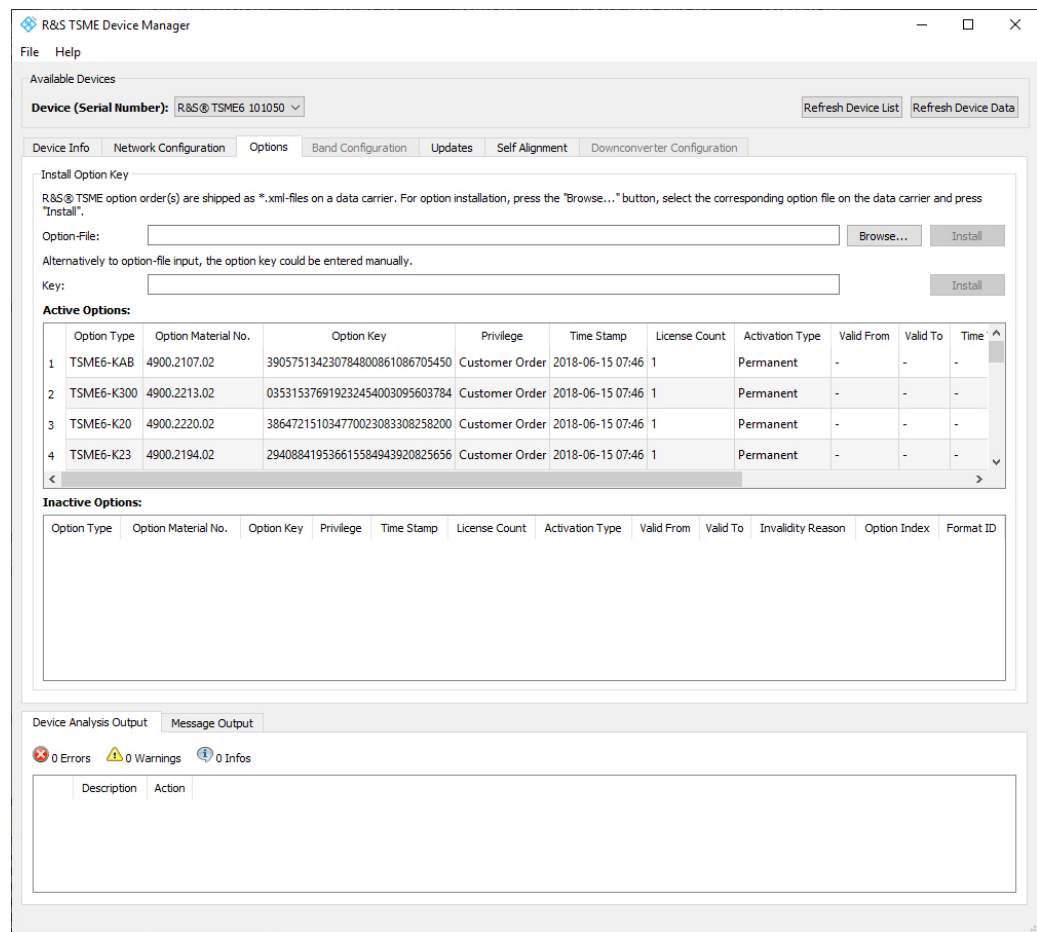 R&S TSME Device Manager
File Help
Available Devices
Device (Serial Number): R&S® TSME6 101050 Refresh Device List Refresh Device Data
Device Info Network Configuration Options Band Configuration Updates Self Alignment Downconverter Configuration
Install Option Key
R&S® TSME option order(s) are shipped as *.xml-files on a data carrier. For option installation, press the "Browse..." button, select the corresponding option file on the data carrier and press
"Install".
Option-File: Browse... Install
Alternatively to option-file input, the option key could be entered manually.
Key: Install
Active Options:
Option Type Option Material No. Option Key Privilege Time Stamp License Count Activation Type Valid From Valid To Time
1 TSME6-KAB 4900.2107.02 390575134230784800861086705450 Customer Order 2018-06-15 07:46 1 Permanent - - -
2 TSME6-K300 4900.2213.02 035315376919232454003095603784 Customer Order 2018-06-15 07:46 1 Permanent - - -
3 TSME6-K20 4900.2220.02 386472151034770023083308258200 Customer Order 2018-06-15 07:46 1 Permanent - - -
4 TSME6-K23 4900.2194.02 294088419536615584943920825656 Customer Order 2018-06-15 07:46 1 Permanent - - -
Inactive Options:
Option Type Option Material No. Option Key Privilege Time Stamp License Count Activation Type Valid From Valid To Invalidity Reason Option Index Format ID
Device Analysis Output Message Output
0 Errors 0 Warnings 0 Infos
Description Action